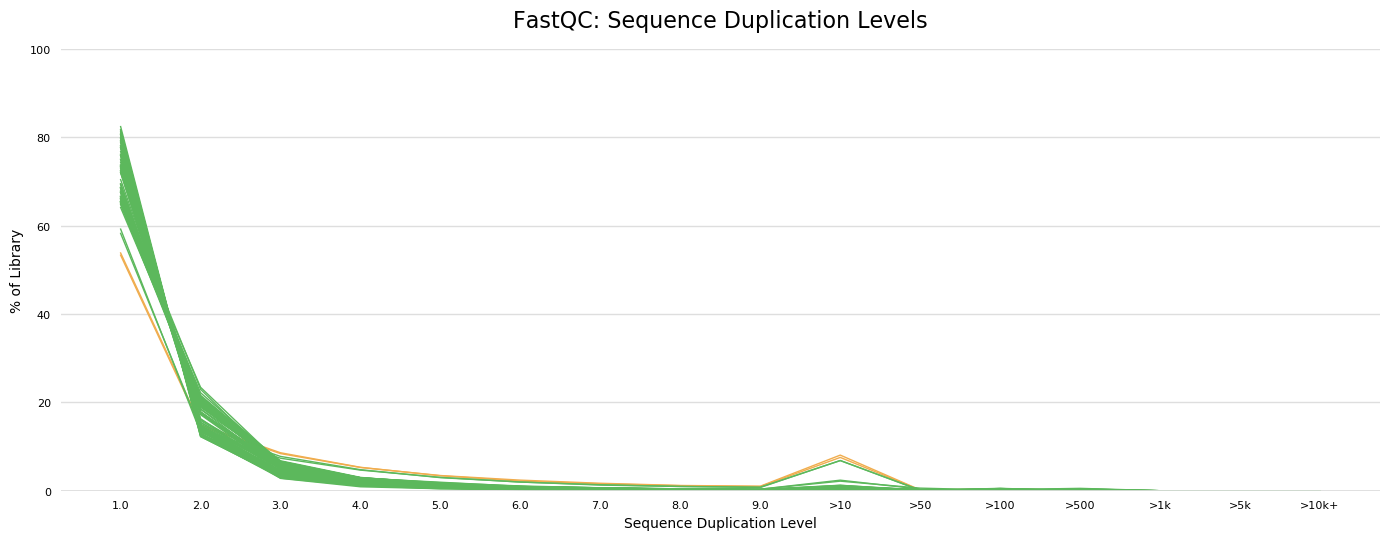 FastQC: Sequence Duplication Levels
100
80
60
40
20
0
% of Library
1.0 2.0 3.0 4.0 5.0 6.0 7.0 8.0 9.0 >10 >50 >100 >500 >1k >5k >10k+
Sequence Duplication Level